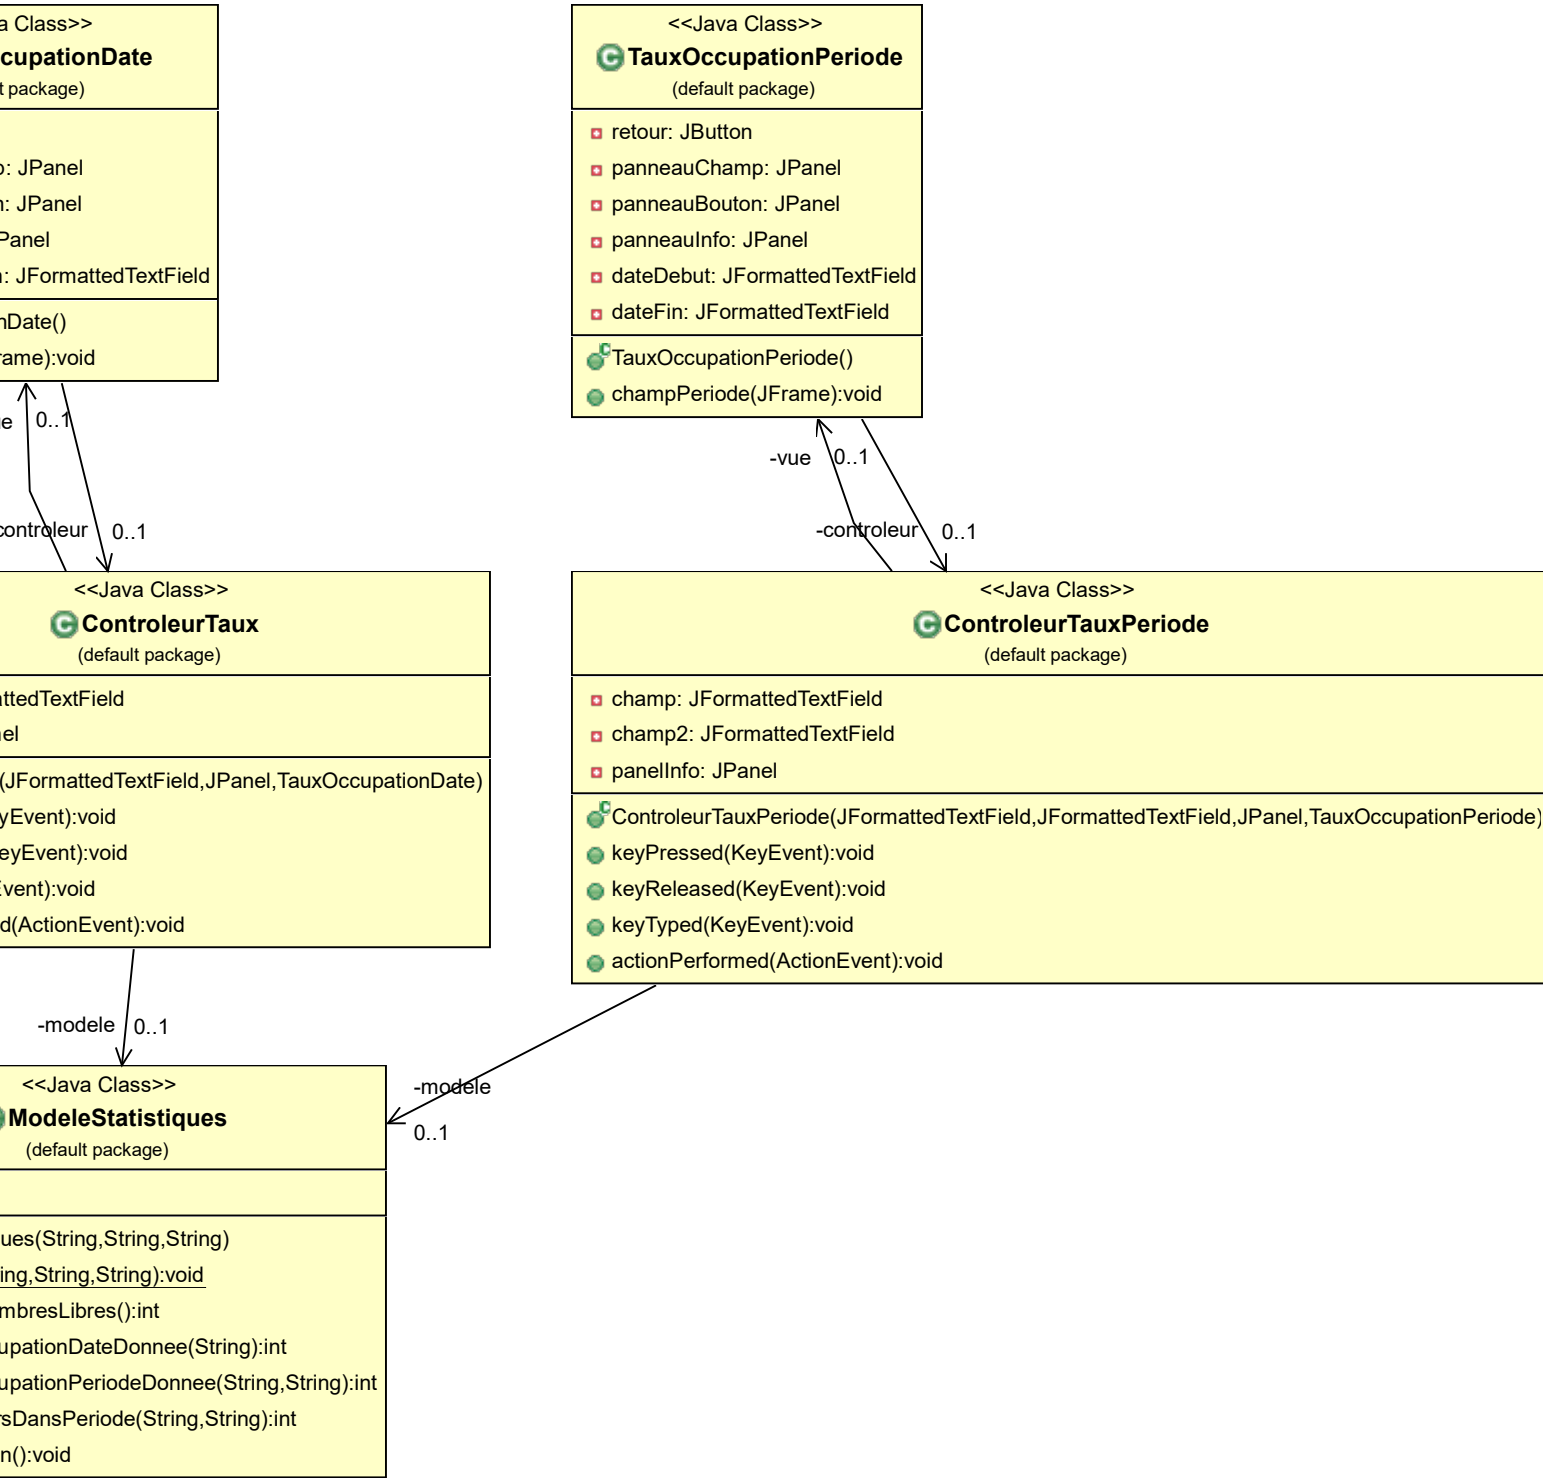 a Class>>
cupationDate
t package)
: JPanel
: JPanel
Panel
: JFormattedTextField
nDate()
rame):void
<<Java Class>>
TauxOccupationPeriode
(default package)
retour: JButton
panneauChamp: JPanel
panneauBouton: JPanel
panneauInfo: JPanel
dateDebut: JFormattedTextField
dateFin: JFormattedTextField
TauxOccupationPeriode()
champPeriode(JFrame):void
e 0..1
controleur 0..1
-vue 0..1
-controleur 0..1
<<Java Class>>
ControleurTaux
(default package)
attedTextField
el
(JFormattedTextField,JPanel,TauxOccupationDate)
yEvent):void
eyEvent):void
Event):void
d(ActionEvent):void
<<Java Class>>
ControleurTauxPeriode
(default package)
champ: JFormattedTextField
champ2: JFormattedTextField
panelInfo: JPanel
ControleurTauxPeriode(JFormattedTextField,JFormattedTextField,JPanel,TauxOccupationPeriode)
keyPressed(KeyEvent):void
keyReleased(KeyEvent):void
keyTyped(KeyEvent):void
actionPerformed(ActionEvent):void
-modele 0..1
-modele
0..1
<<Java Class>>
ModeleStatistiques
(default package)
ues(String,String,String)
ing,String,String):void
mbresLibres():int
upationDateDonnee(String):int
upationPeriodeDonnee(String,String):int
rsDansPeriode(String,String):int
n():void